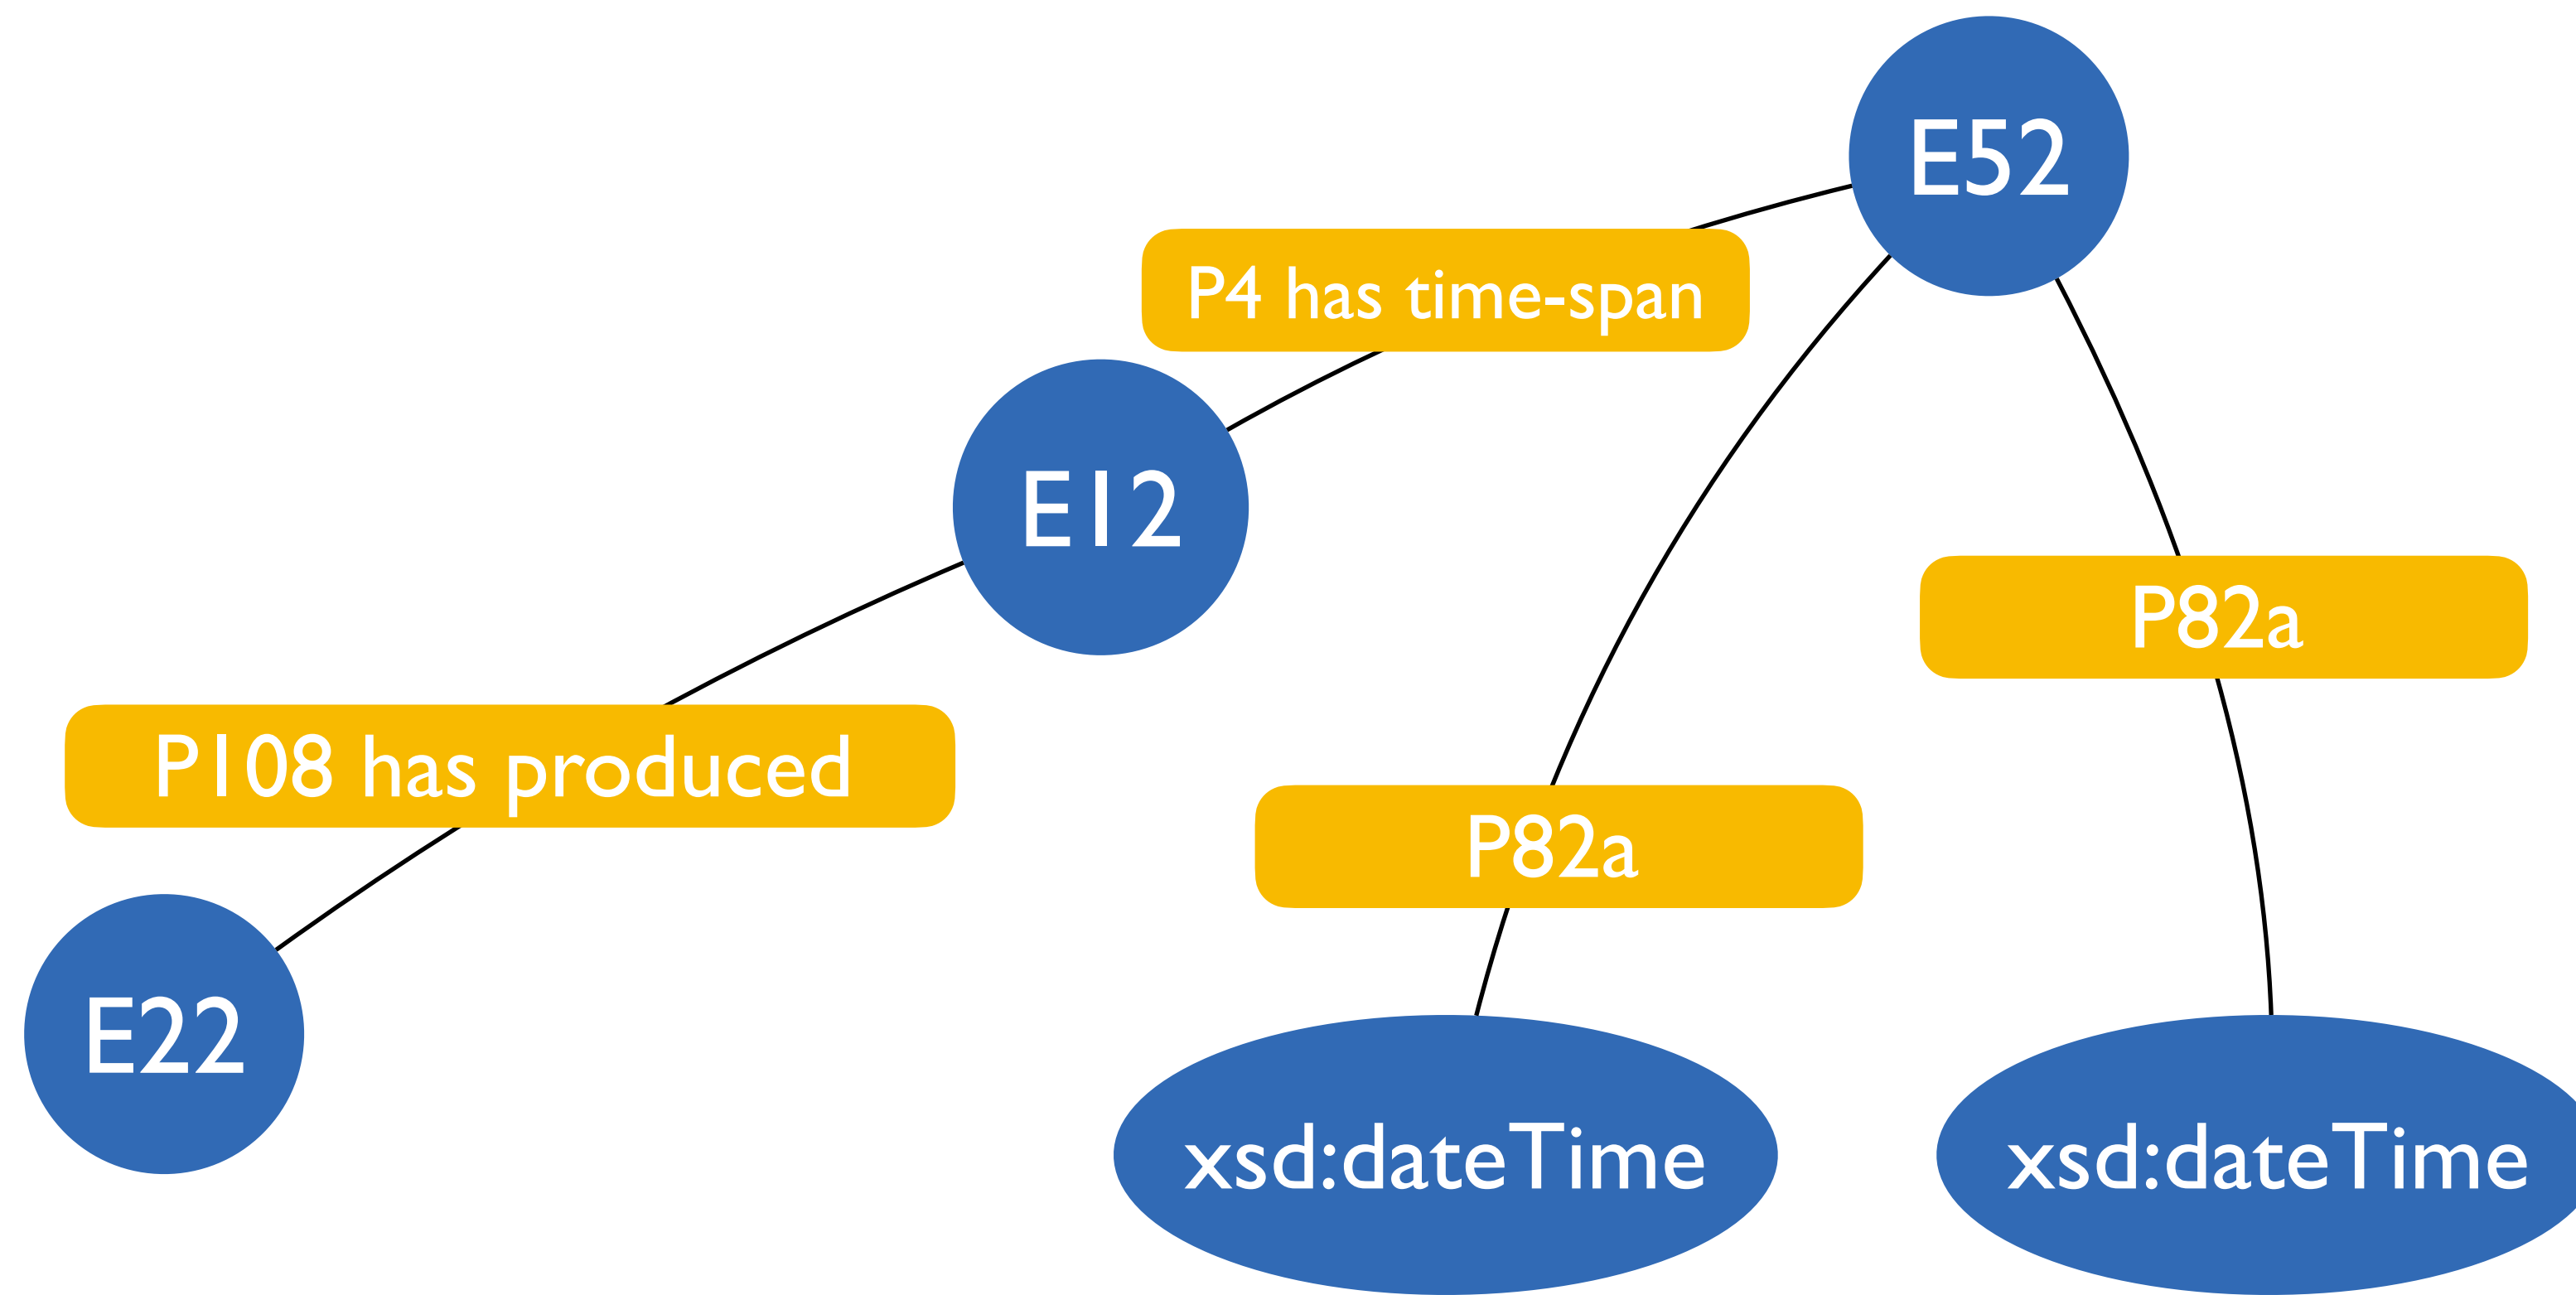 E52
P4 has time-span
E12
P82a
P108 has produced
P82a
E22
xsd:dateTime
xsd:dateTime